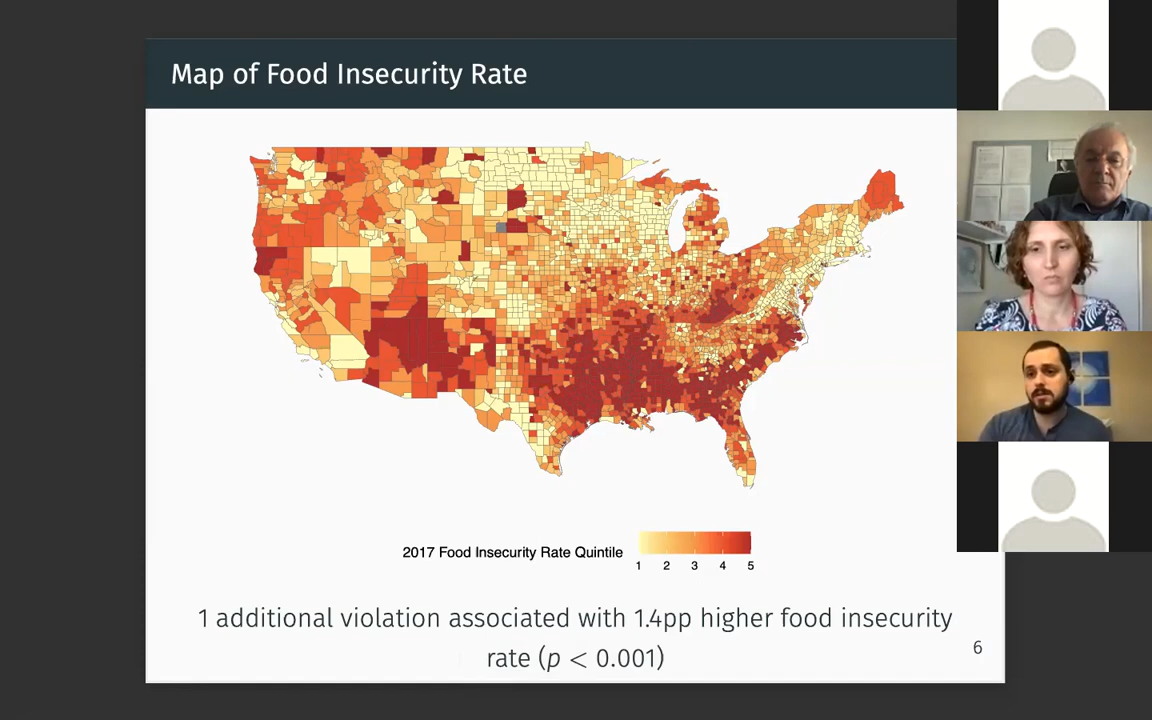 Map of Food Insecurity Rate
2017 Food Insecurity Rate Quintile
1 2 3 4 5
1 additional violation associated with 1.4pp higher food insecurity
rate (p < 0.001)
6